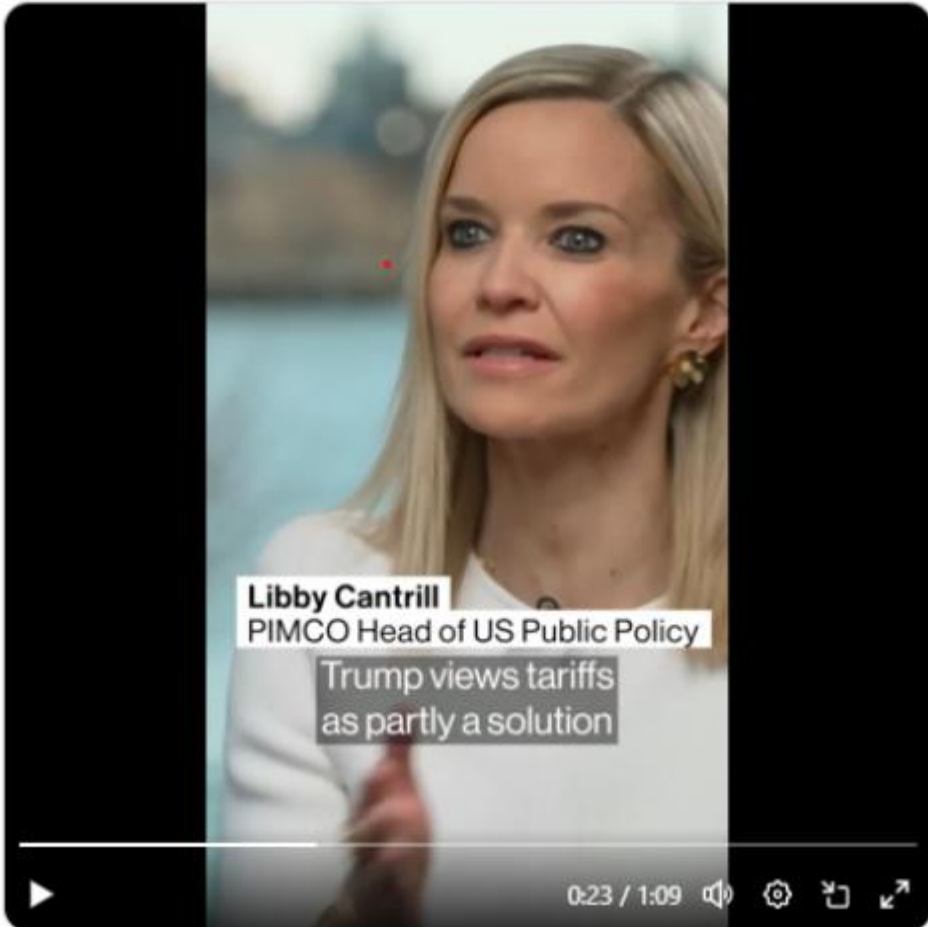 Libby Cantrill
PIMCO Head of US Public Policy
Trump views tariffs
as partly a solution
0:23 / 1:09